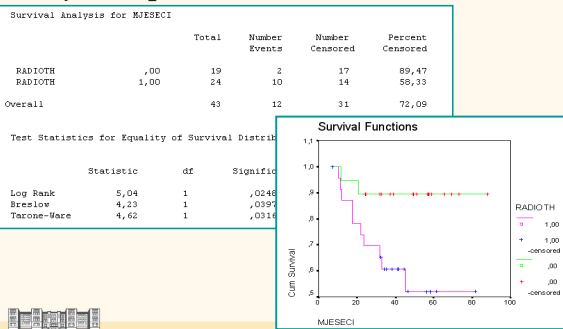 Survival Analysis for MJESECI
Total Number Number Percent
Events Censored Censored
RADIOTH ,00 19 2 17 89,47
RADIOTH 1,00 24 10 14 58,33
Overall 43 12 31 72,09
Test Statistics for Equality of Survival Distrib
Statistic df Signific
Log Rank 5,04 1 ,0248
Breslow 4,23 1 ,0397
Tarone-Ware 4,62 1 ,0316
Survival Functions
1,1
1,0
,9
,8
,7
,6
,5
Cum Survival
0 20 40 60 80 100
MJESECI
RADIOTH
1,00
1,00
-censored
,00
,00
-censored